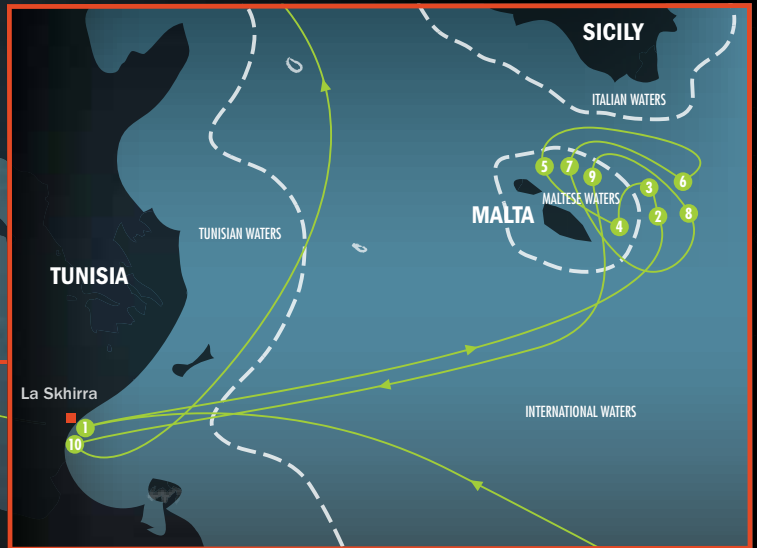 SICILY
ITALIAN WATERS
5
7
9
3
6
MALTESE WATERS
MALTA
4
2
8
TUNISIAN WATERS
TUNISIA
La Skhirra
1
INTERNATIONAL WATERS
10